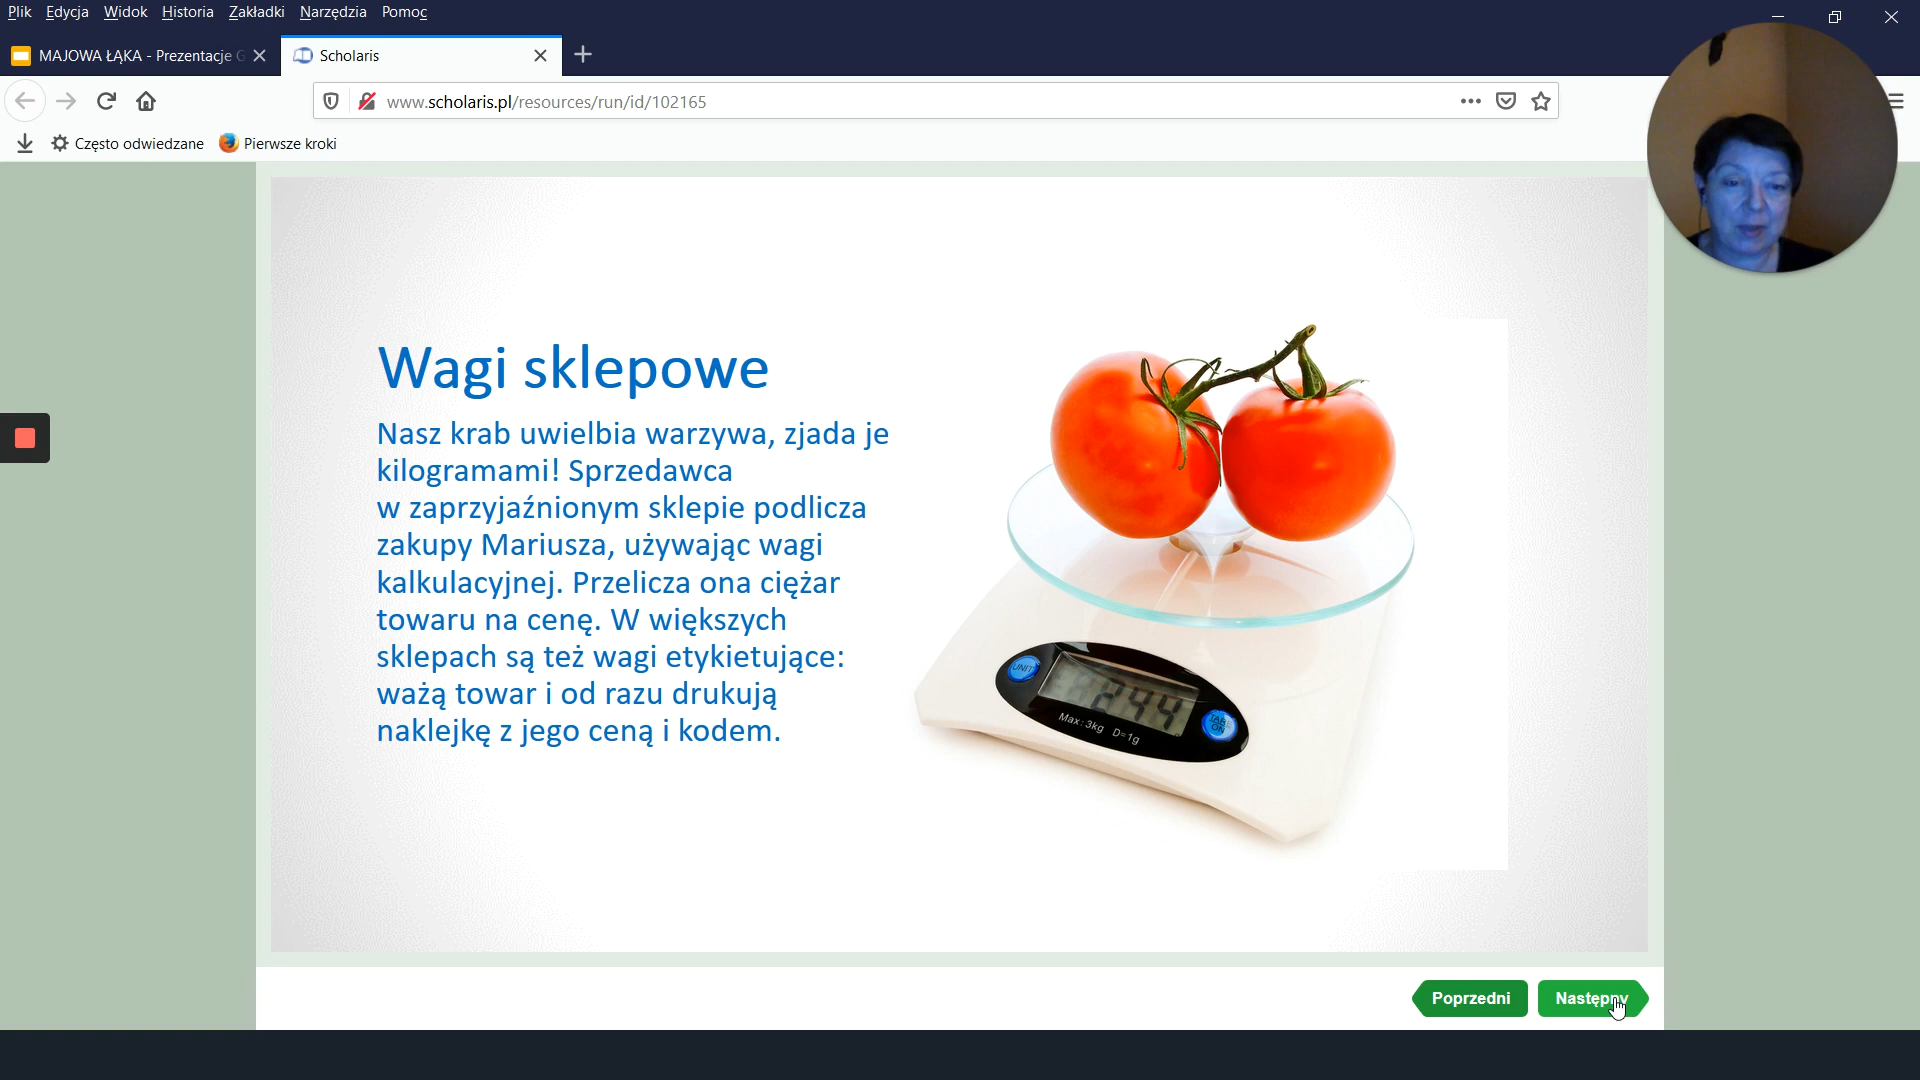 Plik Edycja Widok Historia Zakładki Narzędzia Pomoc
MAJOWA ŁĄKA - Prezentacje G
Scholaris
www.scholaris.pl/resources/run/id/102165
Często odwiedzane
Pierwsze kroki
Wagi sklepowe
Nasz krab uwielbia warzywa, zjada je
kilogramami! Sprzedawca
w zaprzyjaźnionym sklepie podlicza
zakupy Mariusza, używając wagi
kalkulacyjnej. Przelicza ona ciężar
towaru na cenę. W większych
sklepach są też wagi etykietujące:
ważą towar i od razu drukują
naklejkę z jego ceną i kodem.
UNIT
244
Max: 3kg D=1g
TARE
ON
Poprzedni
Następny